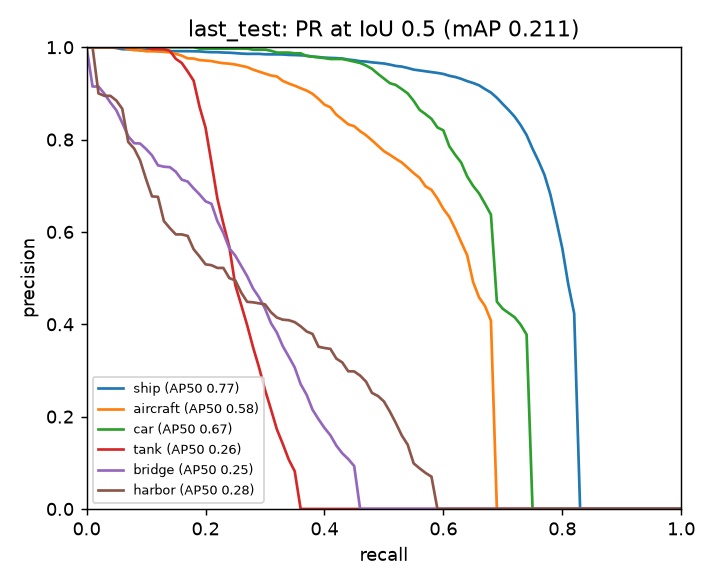 last_test: PR at IoU 0.5 (mAP 0.211)
1.0
0.8
0.6
0.4
0.2
0.0
precision
ship (AP50 0.77)
aircraft (AP50 0.58)
car (AP50 0.67)
tank (AP50 0.26)
bridge (AP50 0.25)
harbor (AP50 0.28)
0.0 0.2 0.4 0.6 0.8 1.0
recall